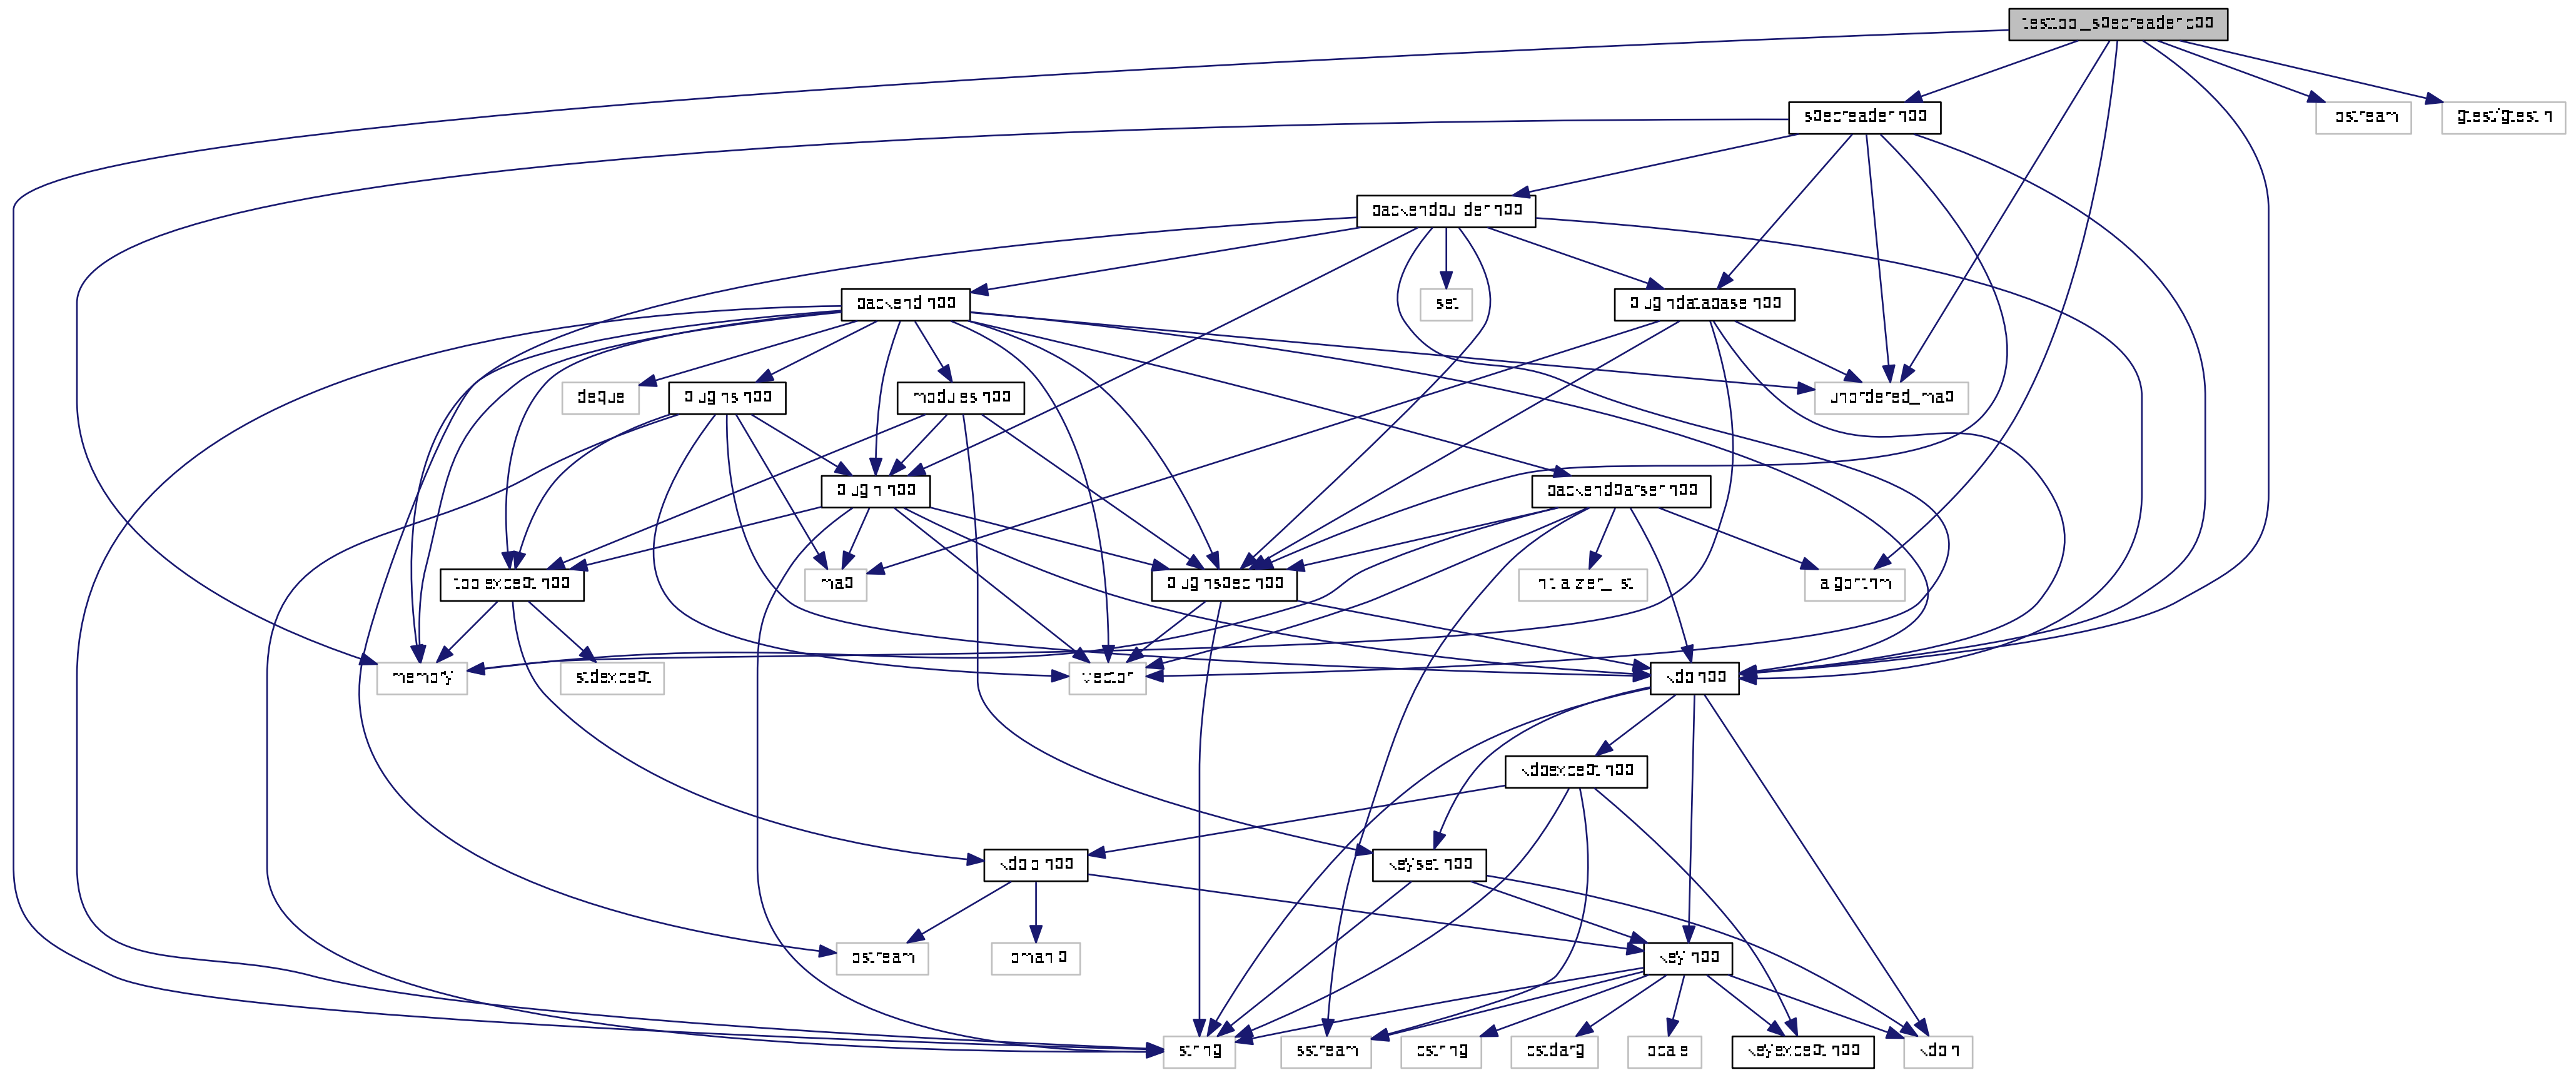 testtool_specreader.cpp
specreader.hpp
iostream
gtest/gtest.h
backendbuilder.hpp
backend.hpp
set
plugindatabase.hpp
deque
plugins.hpp
modules.hpp
unordered_map
plugin.hpp
backendparser.hpp
toolexcept.hpp
map
pluginspec.hpp
initializer_list
algorithm
memory
stdexcept
vector
kdb.hpp
kdbexcept.hpp
kdbio.hpp
keyset.hpp
ostream
iomanip
key.hpp
string
sstream
cstring
cstdarg
locale
keyexcept.hpp
kdb.h